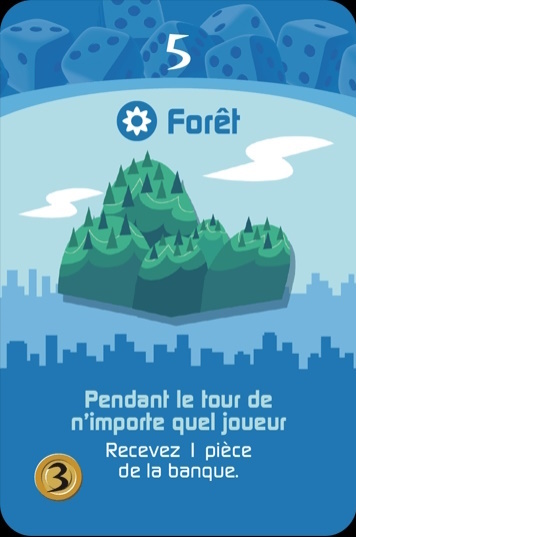 5
Forêt
Pendant le tour de
n'importe quel joueur
Recevez 1 pièce
de la banque.
3